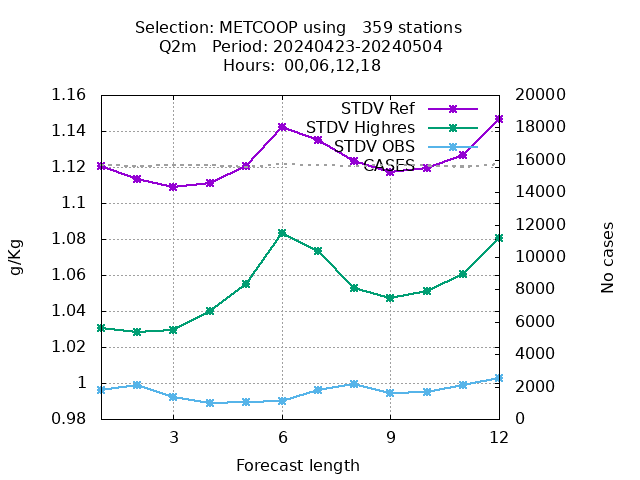 Selection: METCOOP using   359 stations
Q2m   Period: 20240423-20240504
Hours: 00,06,12,18
1.16
1.14
1.12
1.1
1.08
1.06
1.04
1.02
1
0.98
20000
18000
16000
14000
12000
10000
8000
6000
4000
2000
0
STDV Ref
STDV Highres
STDV OBS
CASES
g/Kg
No cases
3
6
9
12
Forecast length